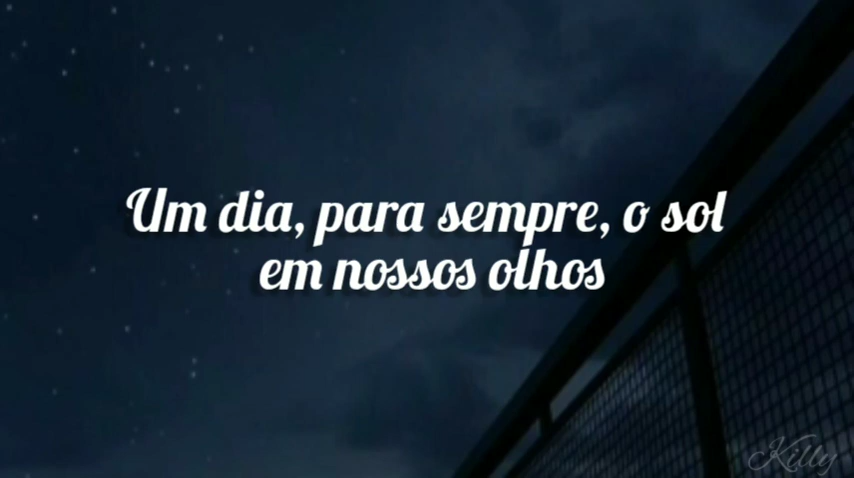 Um dia, para sempre, o sol
em nossos olhos
Killy